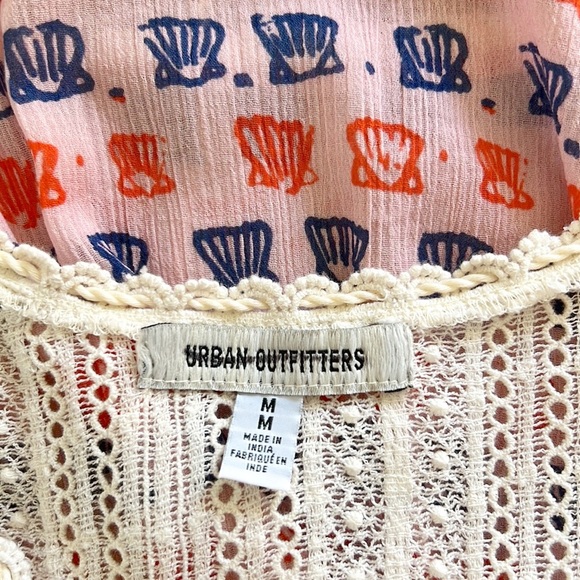 URBAN OUTFITTERS
M
M
MADE IN
INDIA
FABRIQUÉ EN
INDE